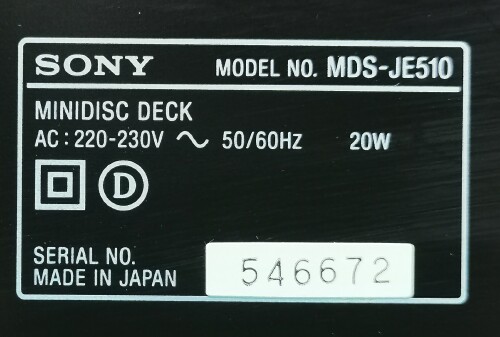 SONY MODEL NO. MDS-JE510
MINIDISC DECK
AC : 220-230V ～ 50/60HZ 20W
D
SERIAL NO. 546672
MADE IN JAPAN